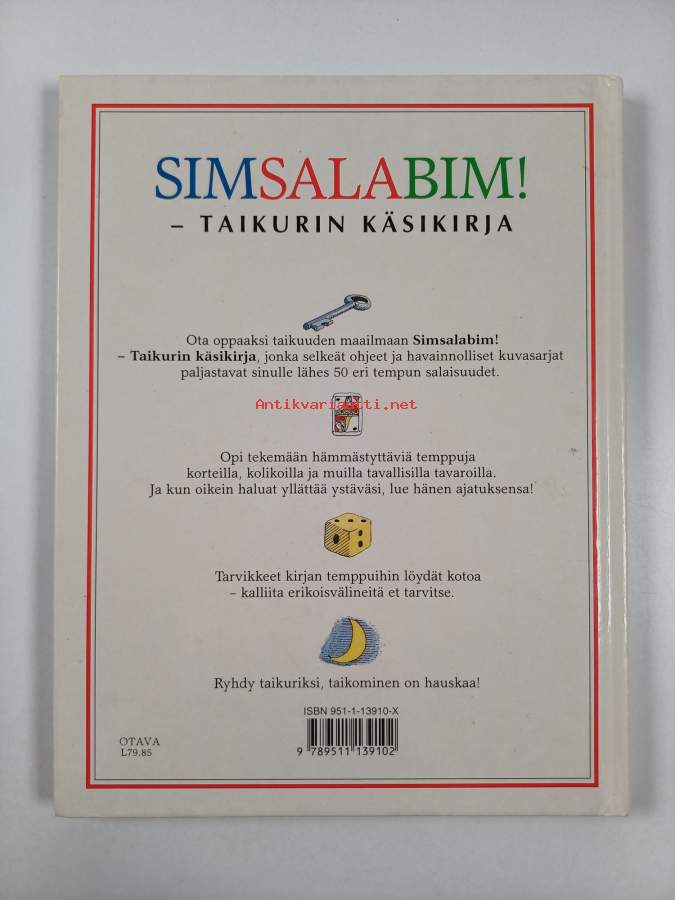 SIMSALABIM!
– TAIKURIN KÄSIKIRJA
Ota oppaaksi taikuuden maailmaan Simsalabim!
– Taikurin käsikirja, jonka selkeät ohjeet ja havainnolliset kuvasarjat
paljastavat sinulle lähes 50 eri tempun salaisuudet.
Antikvariaatti.net
Opi tekemään hämmästyttäviä temppuja
korteilla, kolikoilla ja muilla tavallisilla tavaroilla.
Ja kun oikein haluat yllättää ystäväsi, lue hänen ajatuksensa!
Tarvikkeet kirjan temppuihin löydät kotoa
– kalliita erikoisvälineitä et tarvitse.
Ryhdy taikuriksi, taikominen on hauskaa!
ISBN 951-1-13910-X
OTAVA
L79.85
9 789511 139102